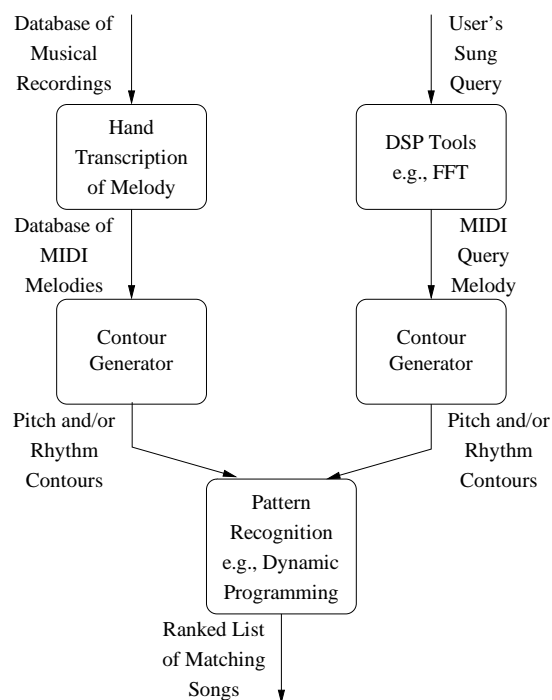 Database of
Musical
Recordings
User's
Sung
Query
Hand
Transcription
of Melody
DSP Tools
e.g., FFT
Database of
MIDI
Melodies
MIDI
Query
Melody
Contour
Generator
Contour
Generator
Pitch and/or
Rhythm
Contours
Pitch and/or
Rhythm
Contours
Pattern
Recognition
e.g., Dynamic
Programming
Ranked List
of Matching
Songs